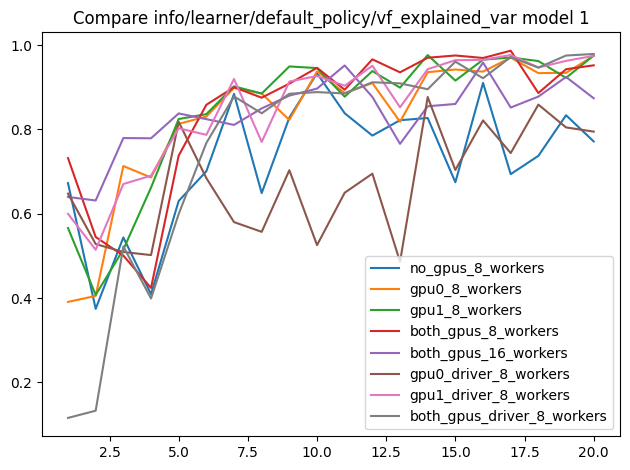 Compare info/learner/default_policy/vf_explained_var model 1
1.0
0.8
0.6
0.4
0.2
no_gpus_8_workers
gpu0_8_workers
gpu1_8_workers
both_gpus_8_workers
both_gpus_16_workers
gpu0_driver_8_workers
gpu1_driver_8_workers
both_gpus_driver_8_workers
2.5 5.0 7.5 10.0 12.5 15.0 17.5 20.0